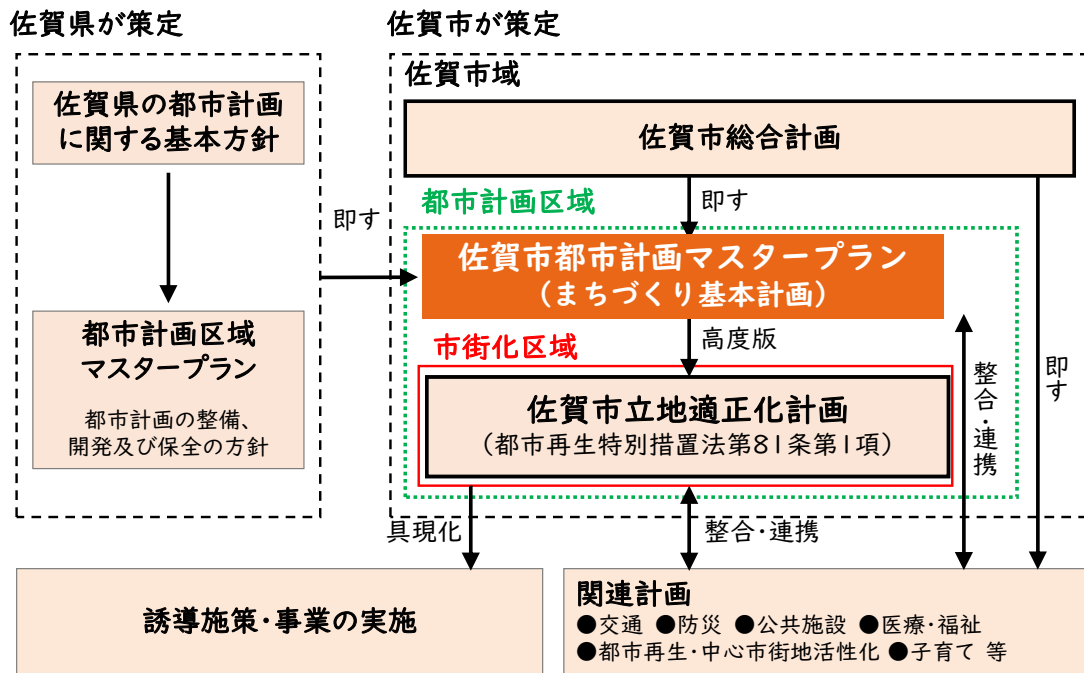 佐賀県が策定
佐賀県の都市計画
に関する基本方針
都市計画区域
マスタープラン
都市計画の整備、
開発及び保全の方針
即す
佐賀市が策定
佐賀市域
佐賀市総合計画
都市計画区域
即す
佐賀市都市計画マスタープラン
(まちづくり基本計画)
市街化区域
高度版
佐賀市立地適正化計画
(都市再生特別措置法第81条第1項)
整合・連携
即す
具現化
整合・連携
誘導施策・事業の実施
関連計画
●交通 ●防災 ●公共施設 ●医療・福祉
●都市再生・中心市街地活性化 ●子育て 等